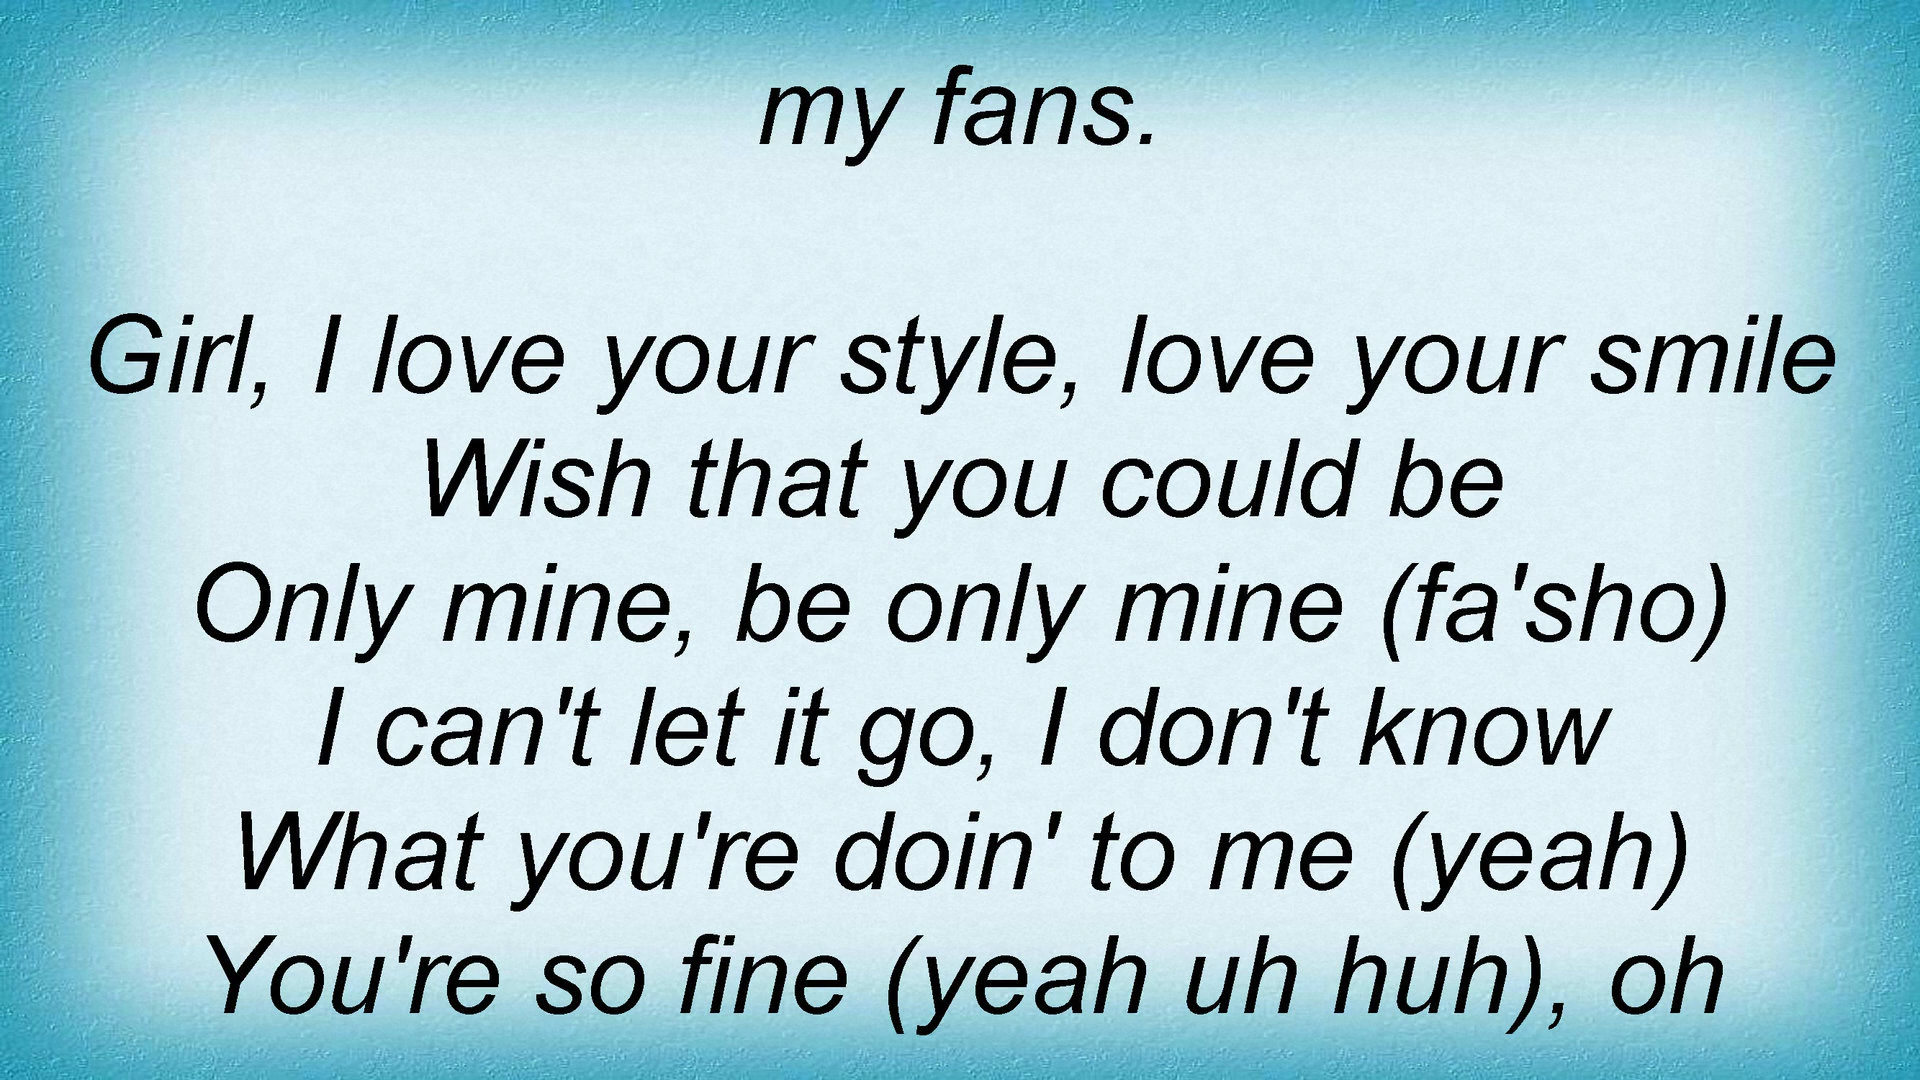 my fans.
Girl, I love your style, love your smile
Wish that you could be
Only mine, be only mine (fa'sho)
I can't let it go, I don't know
What you're doin' to me (yeah)
You're so fine (yeah uh huh), oh